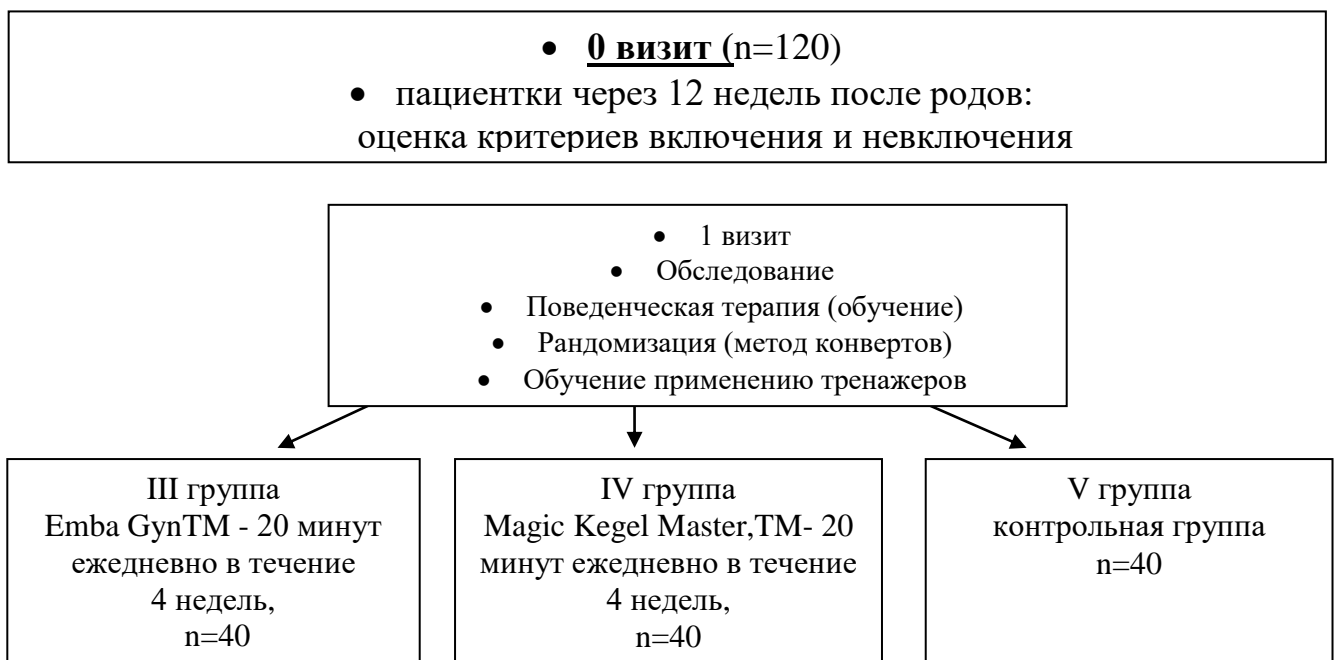 • 0 визит (n=120)
• пациентки через 12 недель после родов:
оценка критериев включения и невключения
• 1 визит
• Обследование
• Поведенческая терапия (обучение)
• Рандомизация (метод конвертов)
• Обучение применению тренажеров
III группа
Emba GynTM - 20 минут
ежедневно в течение
4 недель,
n=40
IV группа
Magic Kegel Master,TM- 20
минут ежедневно в течение
4 недель,
n=40
V группа
контрольная группа
n=40